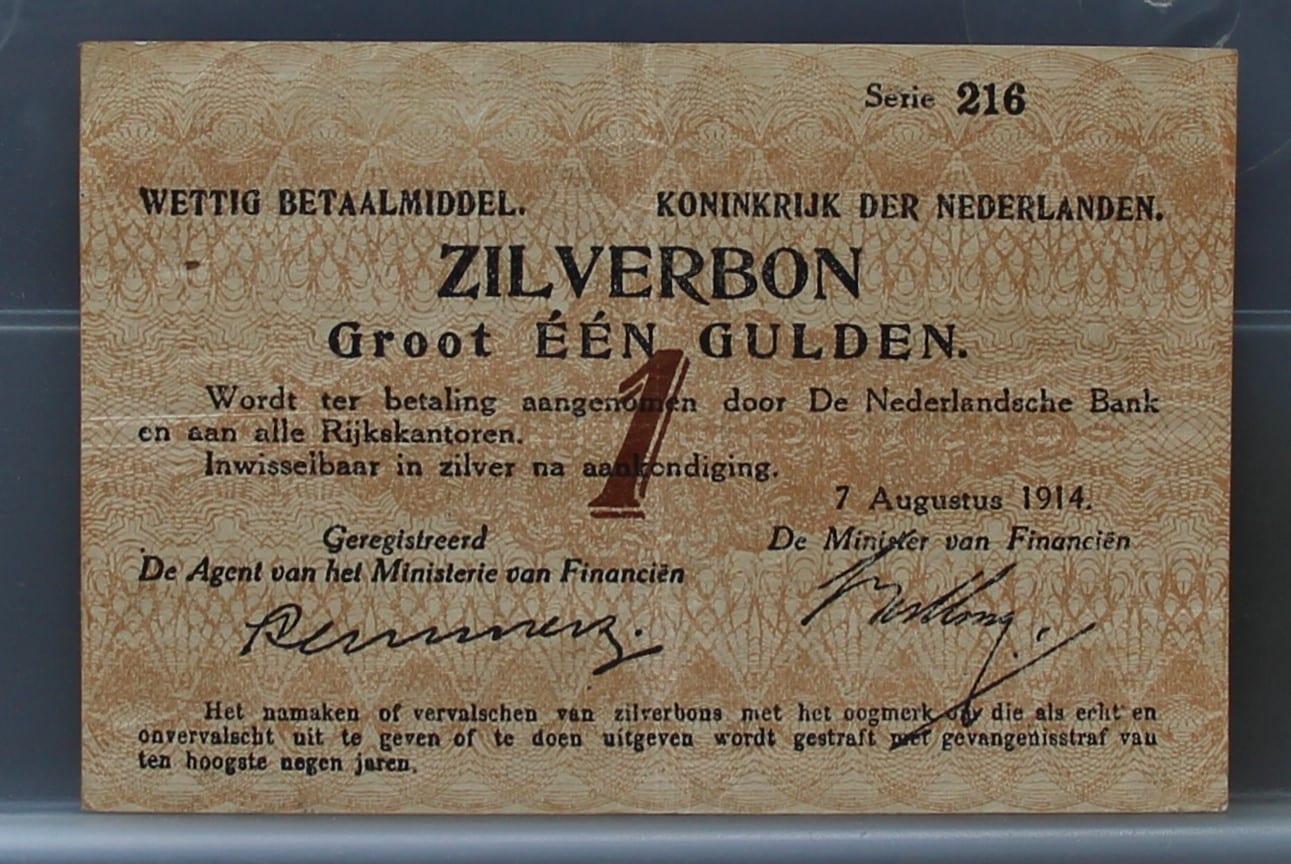 Serie 216
WETTIG BETAALMIDDEL. KONINKRIJK DER NEDERLANDEN.
ZILVERBON
Groot ÉÉN GULDEN.
1
Wordt ter betaling aangenomen door De Nederlandsche Bank
en aan alle Rijkskantoren.
Inwisselbaar in zilver na aankondiging.
7 Augustus 1914.
Geregistreerd
De Agent van het Ministerie van Financiën
De Minister van Financiën
Het namaken of vervalschen van zilverbons met het oogmerk om die als echt en
onvervalscht uit te geven of te doen uitgeven wordt gestraft met gevangenisstraf van
ten hoogste negen jaren.